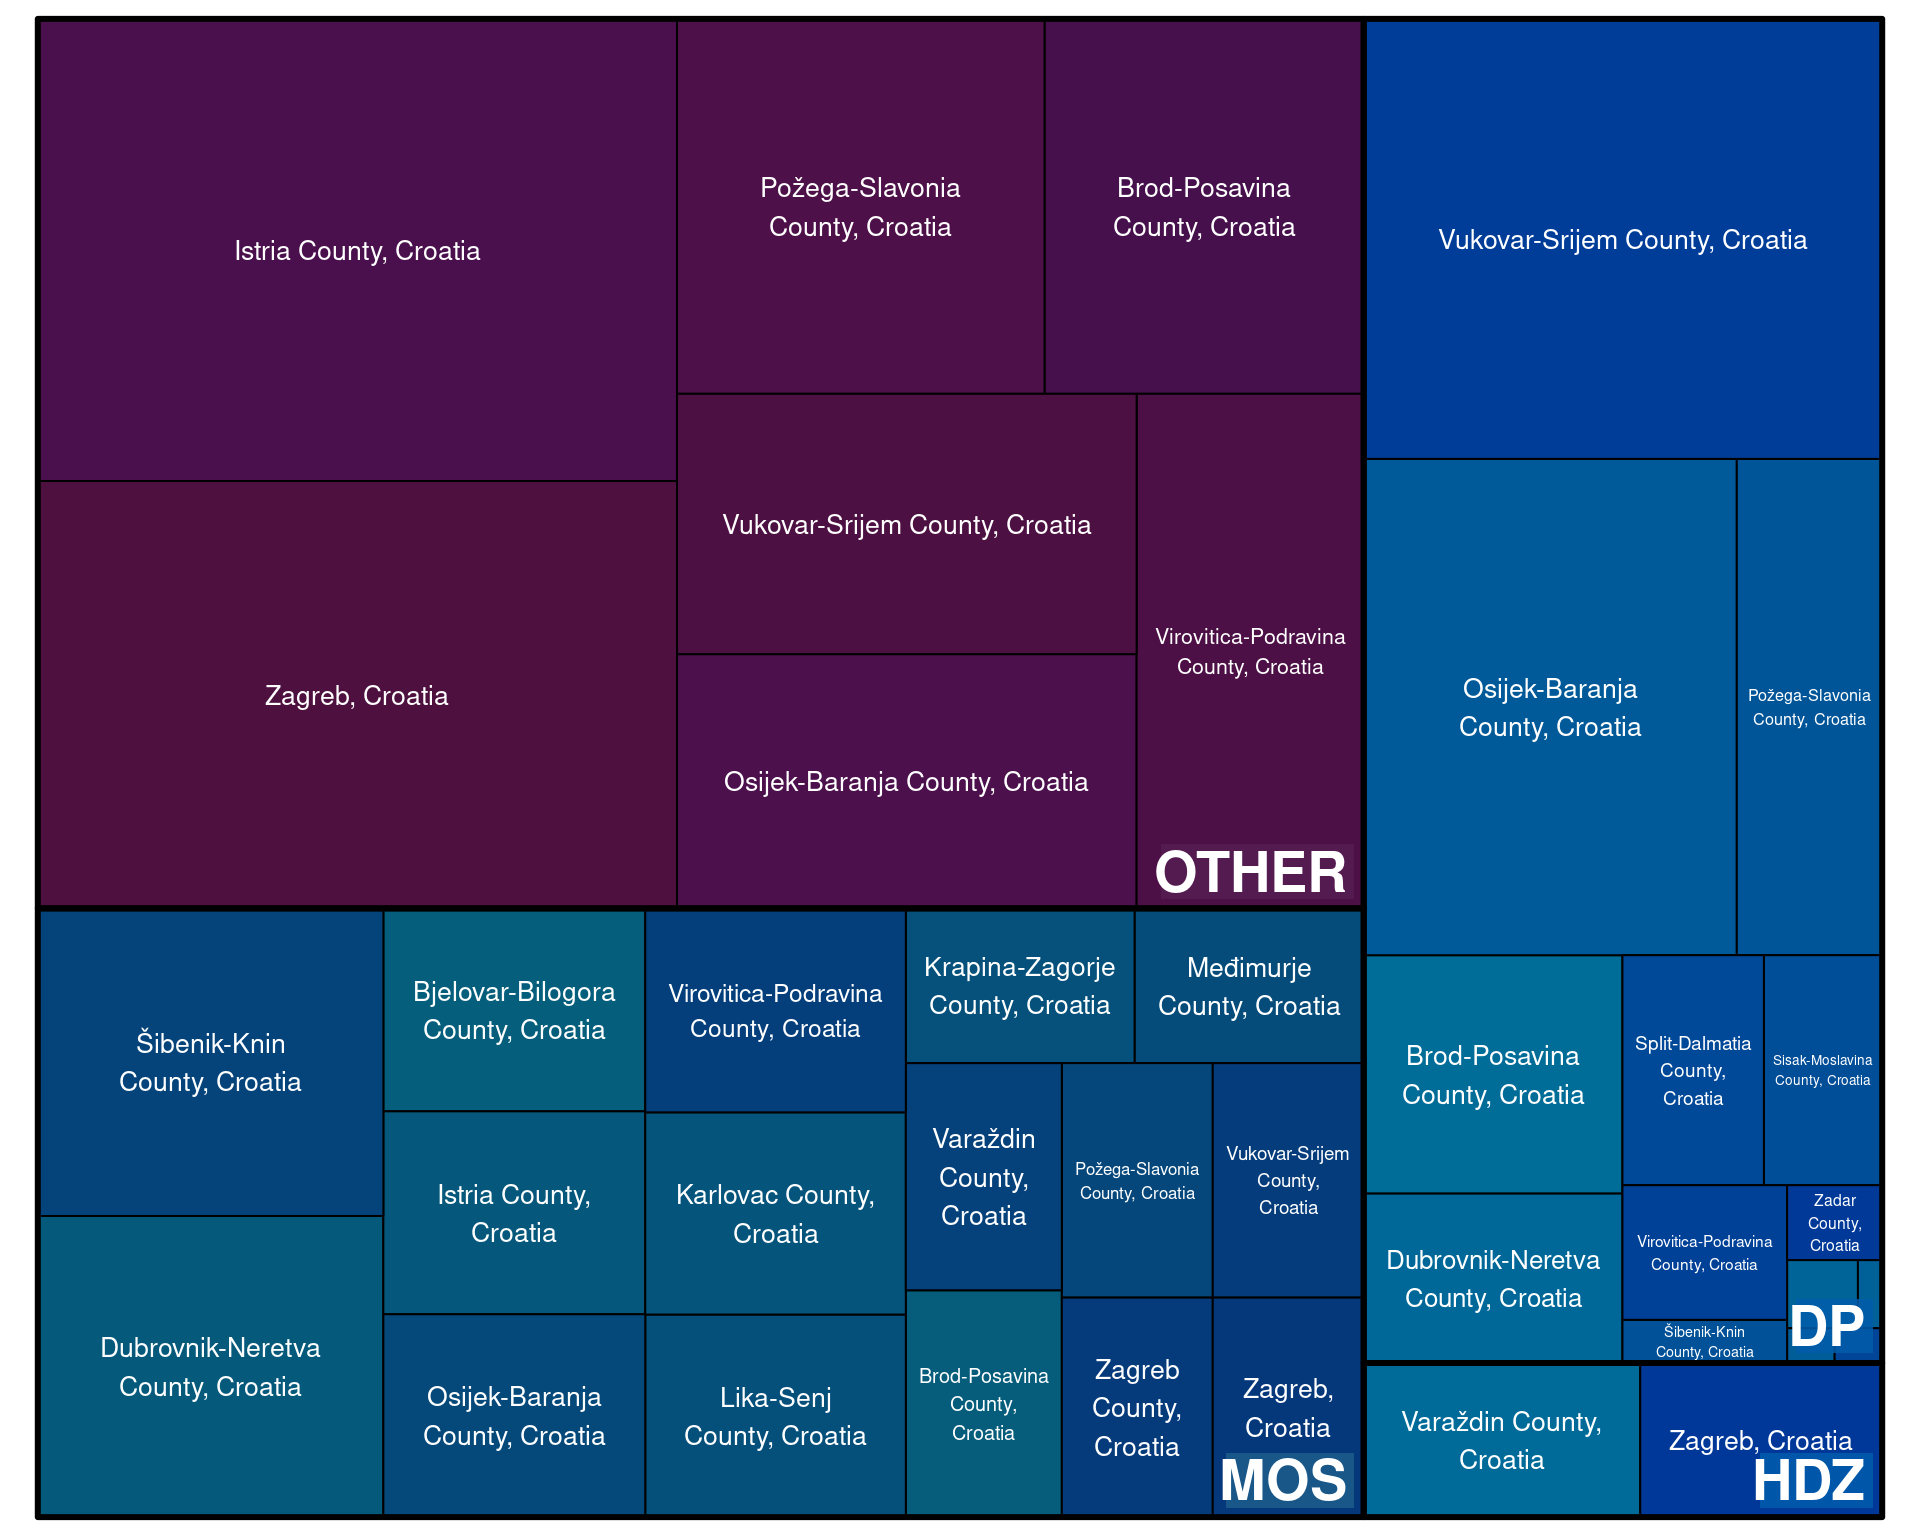 Istria County, Croatia
Zagreb, Croatia
Požega-Slavonia
County, Croatia
Brod-Posavina
County, Croatia
Vukovar-Srijem County, Croatia
Osijek-Baranja County, Croatia
Virovitica-Podravina
County, Croatia
OTHER
Šibenik-Knin
County, Croatia
Dubrovnik-Neretva
County, Croatia
Bjelovar-Bilogora
County, Croatia
Istria County,
Croatia
Osijek-Baranja
County, Croatia
Virovitica-Podravina
County, Croatia
Karlovac County,
Croatia
Lika-Senj
County, Croatia
Krapina-Zagorje
County, Croatia
Međimurje
County, Croatia
Varaždin
County,
Croatia
Brod-Posavina
County,
Croatia
Požega-Slavonia
County, Croatia
Vukovar-Srijem
County,
Croatia
Zagreb
County,
Croatia
Zagreb,
Croatia
MOS
Vukovar-Srijem County, Croatia
Osijek-Baranja
County, Croatia
Požega-Slavonia
County, Croatia
Brod-Posavina
County, Croatia
Dubrovnik-Neretva
County, Croatia
Split-Dalmatia
County,
Croatia
Sisak-Moslavina
County, Croatia
Virovitica-Podravina
County, Croatia
Zadar
County,
Croatia
Šibenik-Knin
County, Croatia
DP
Varaždin County,
Croatia
Zagreb, Croatia
HDZ